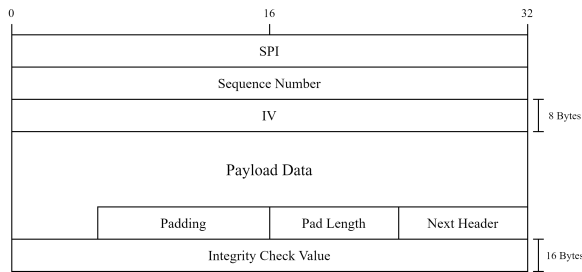 0 16 32
SPI
Sequence Number
IV
8 Bytes
Payload Data
Padding Pad Length Next Header
Integrity Check Value
16 Bytes